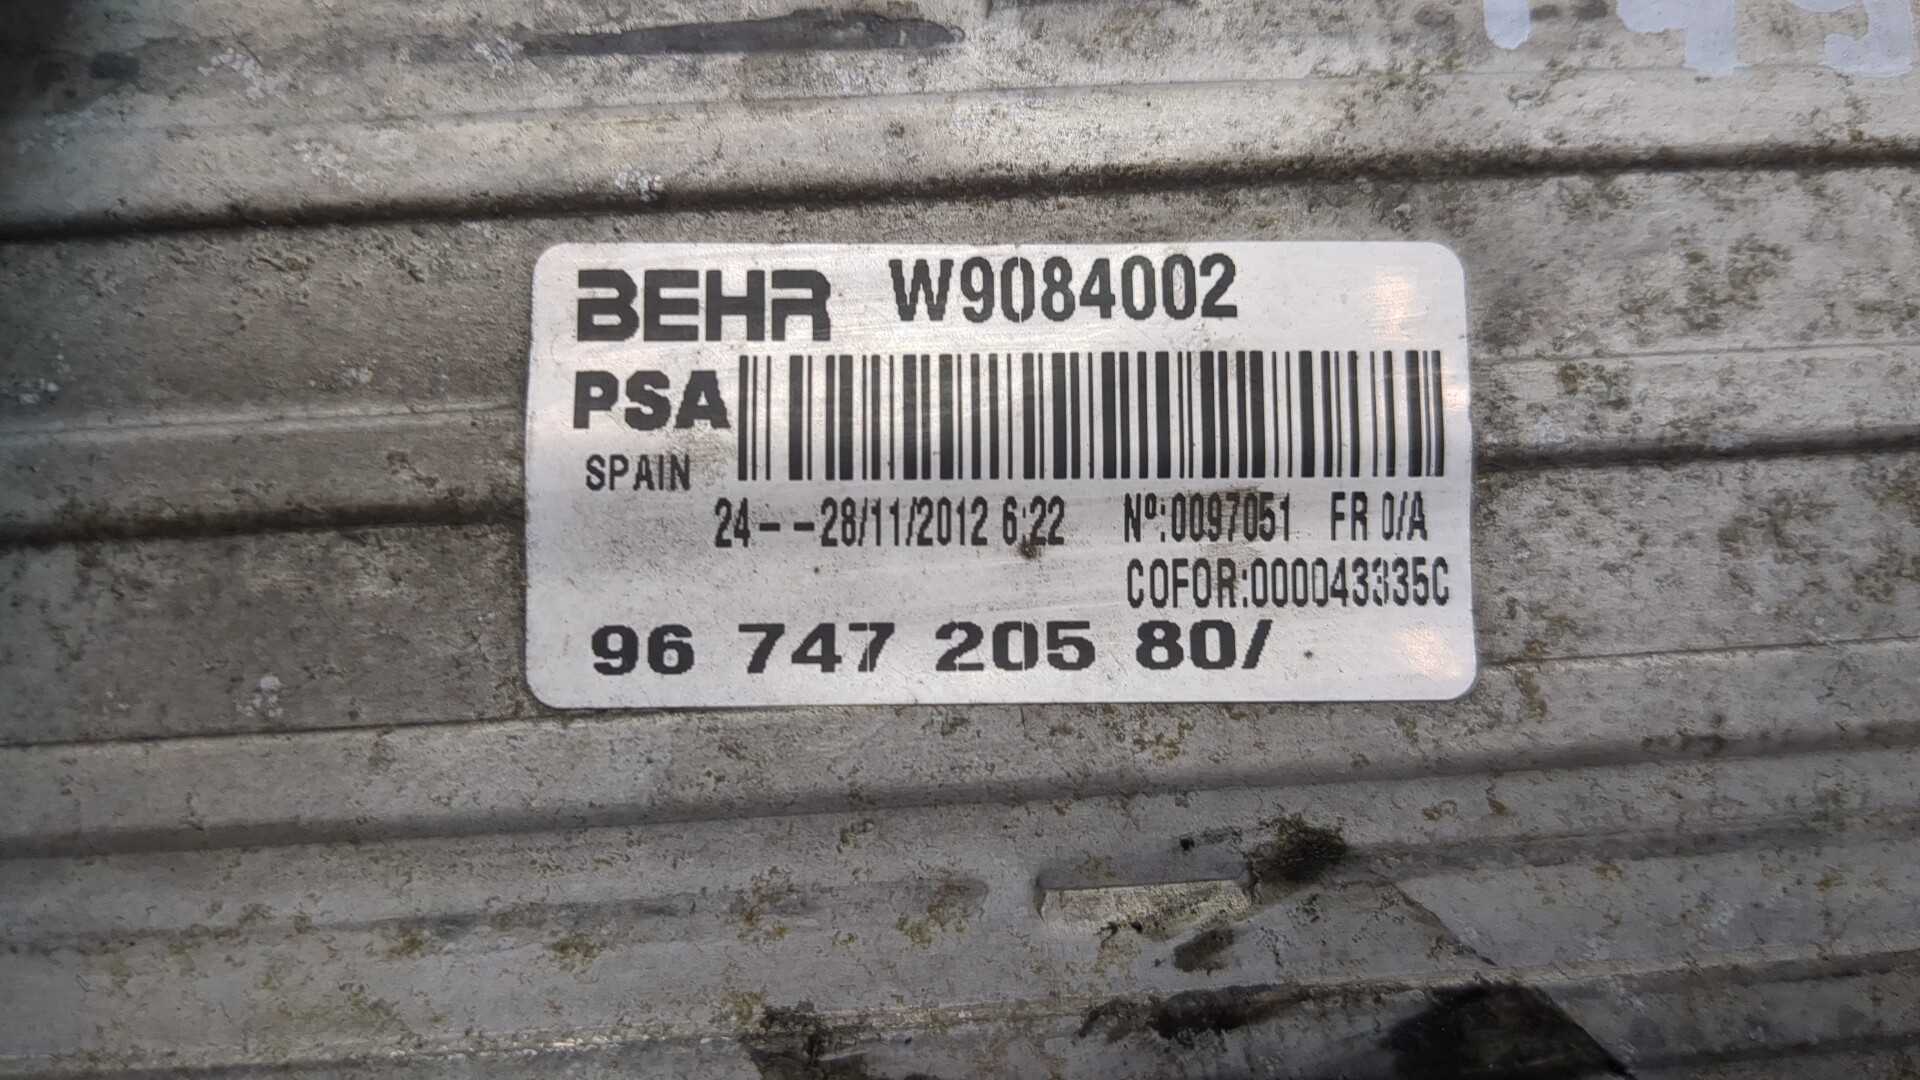 BEHR W9084002
PSA
SPAIN
24--28/11/2012 6:22 Nº:0097051 FR 0/A
COFOR:000043335C
96 747 205 80/